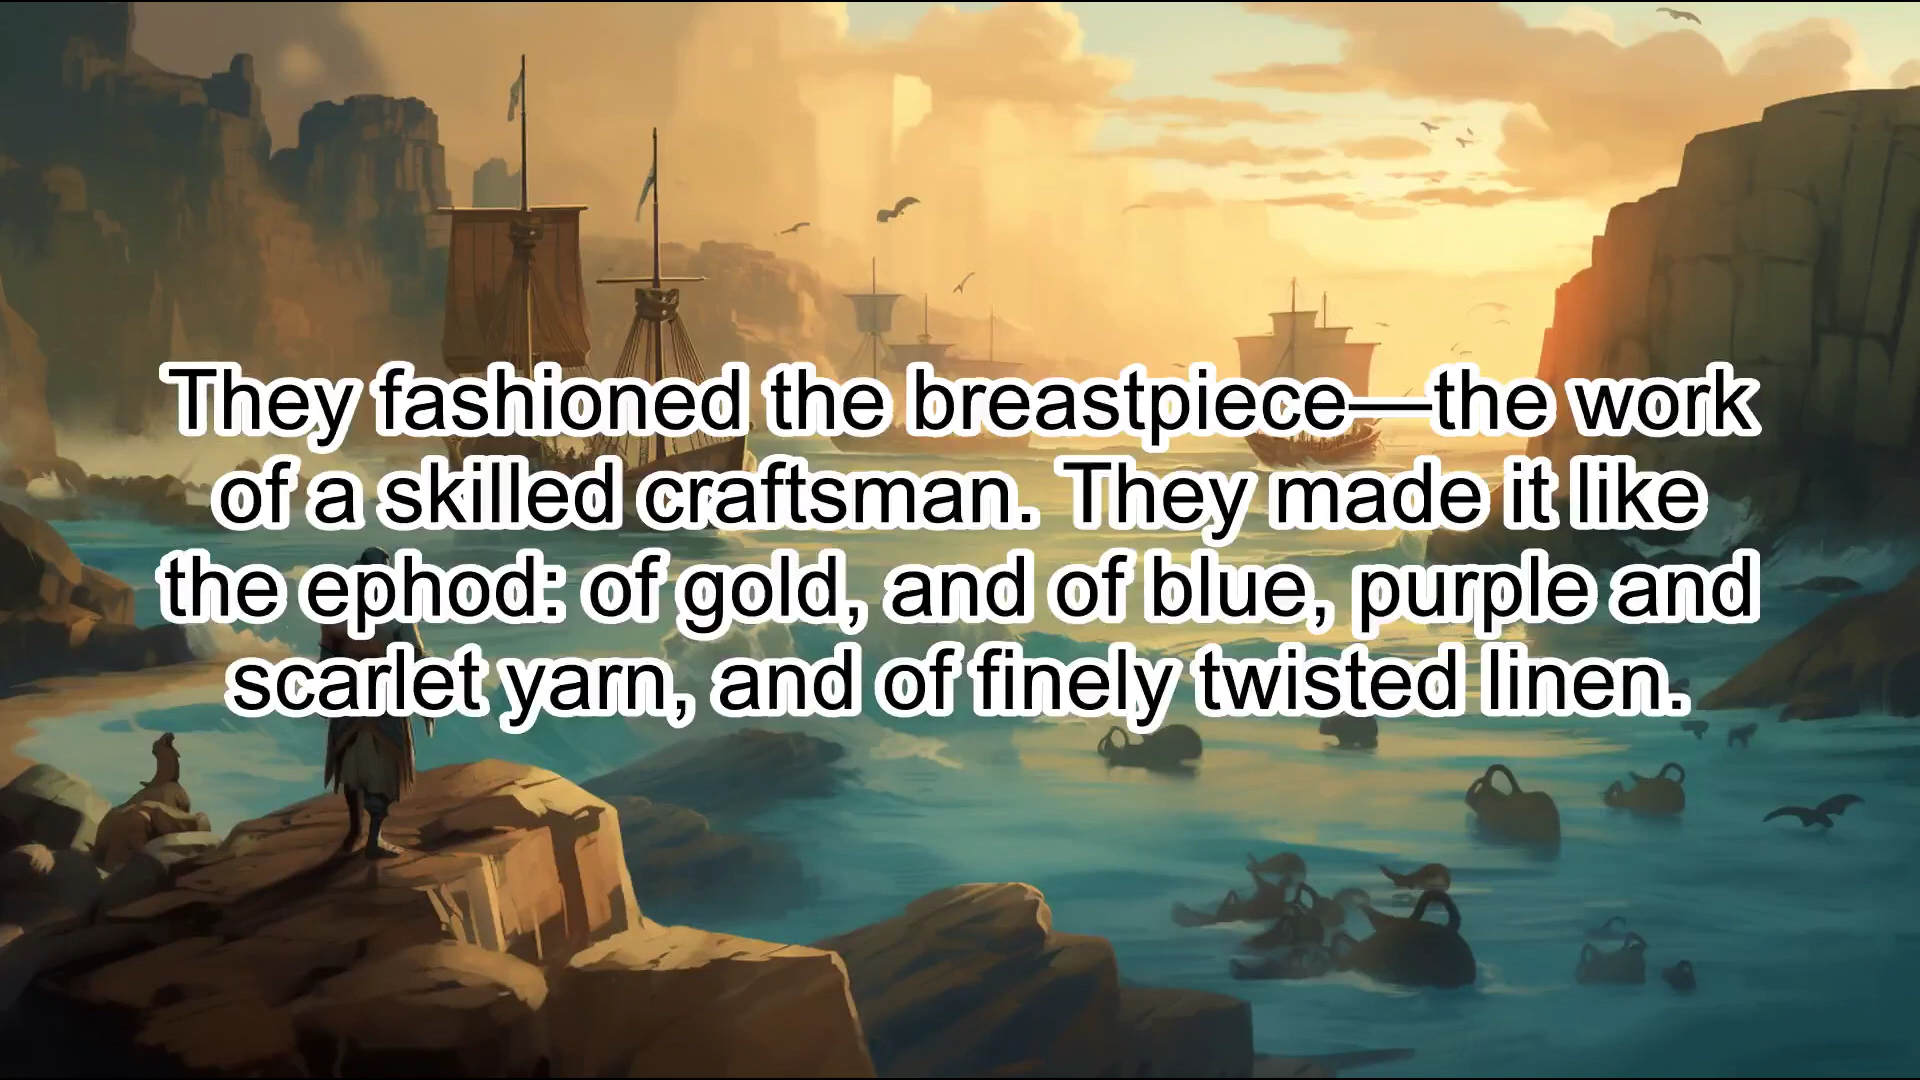 They fashioned the breastpiece—the work
of a skilled craftsman. They made it like
the ephod: of gold, and of blue, purple and
scarlet yarn, and of finely twisted linen.